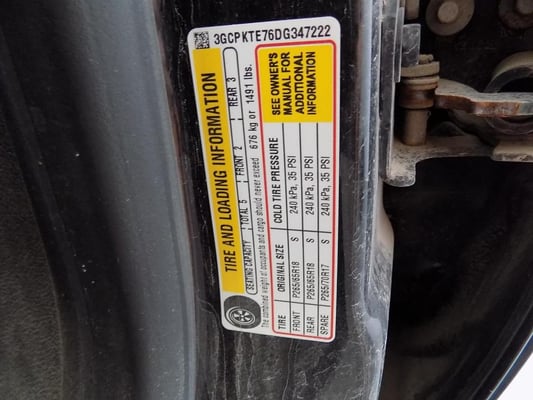 3GCPKTE76DG347222
TIRE AND LOADING INFORMATION
SEATING CAPACITY TOTAL 5 FRONT 2 REAR 3
The combined weight of occupants and cargo should never exceed 676 kg or 1491 lbs.
TIRE ORIGINAL SIZE COLD TIRE PRESSURE
FRONT P265/65R18 S 240 kPa, 35 PSI
REAR P265/65R18 S 240 kPa, 35 PSI
SPARE P265/70R17 S 240 kPa, 35 PSI
SEE OWNER'S
MANUAL FOR
ADDITIONAL
INFORMATION